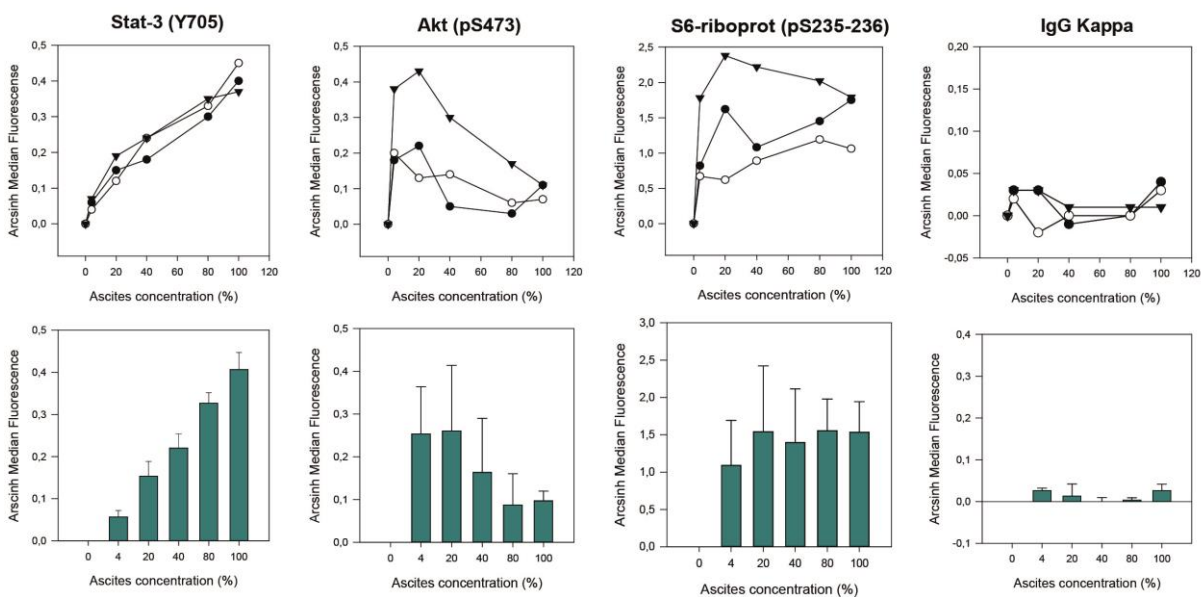 Stat-3 (Y705)
Arcsinh Median Fluorescense
0,5
0,4
0,3
0,2
0,1
0,0
0 20 40 60 80 100 120
Ascites concentration (%)
Akt (pS473)
Arcsinh Median Fluorescense
0,5
0,4
0,3
0,2
0,1
0,0
0 20 40 60 80 100 120
Ascites concentration (%)
S6-riboprot (pS235-236)
Arcsinh Median Fluorescense
2,5
2,0
1,5
1,0
0,5
0,0
0 20 40 60 80 100 120
Ascites concentration (%)
IgG Kappa
Arcsinh Median Fluorescense
0,20
0,15
0,10
0,05
0,00
-0,05
0 20 40 60 80 100 120
Ascites concentration (%)
Arscinh Median Fluorescence
0,5
0,4
0,3
0,2
0,1
0,0
0 4 20 40 80 100
Ascites concentration (%)
Arcsinh Median Fluorescence
0,5
0,4
0,3
0,2
0,1
0,0
0 4 20 40 80 100
Ascites concentration (%)
Arcsinh Median Fluorescence
3,0
2,5
2,0
1,5
1,0
0,5
0,0
0 4 20 40 80 100
Ascites concentration (%)
Arcsinh Median Fluorescence
0,4
0,3
0,2
0,1
0,0
-0,1
0 4 20 40 80 100
Ascites concentration (%)